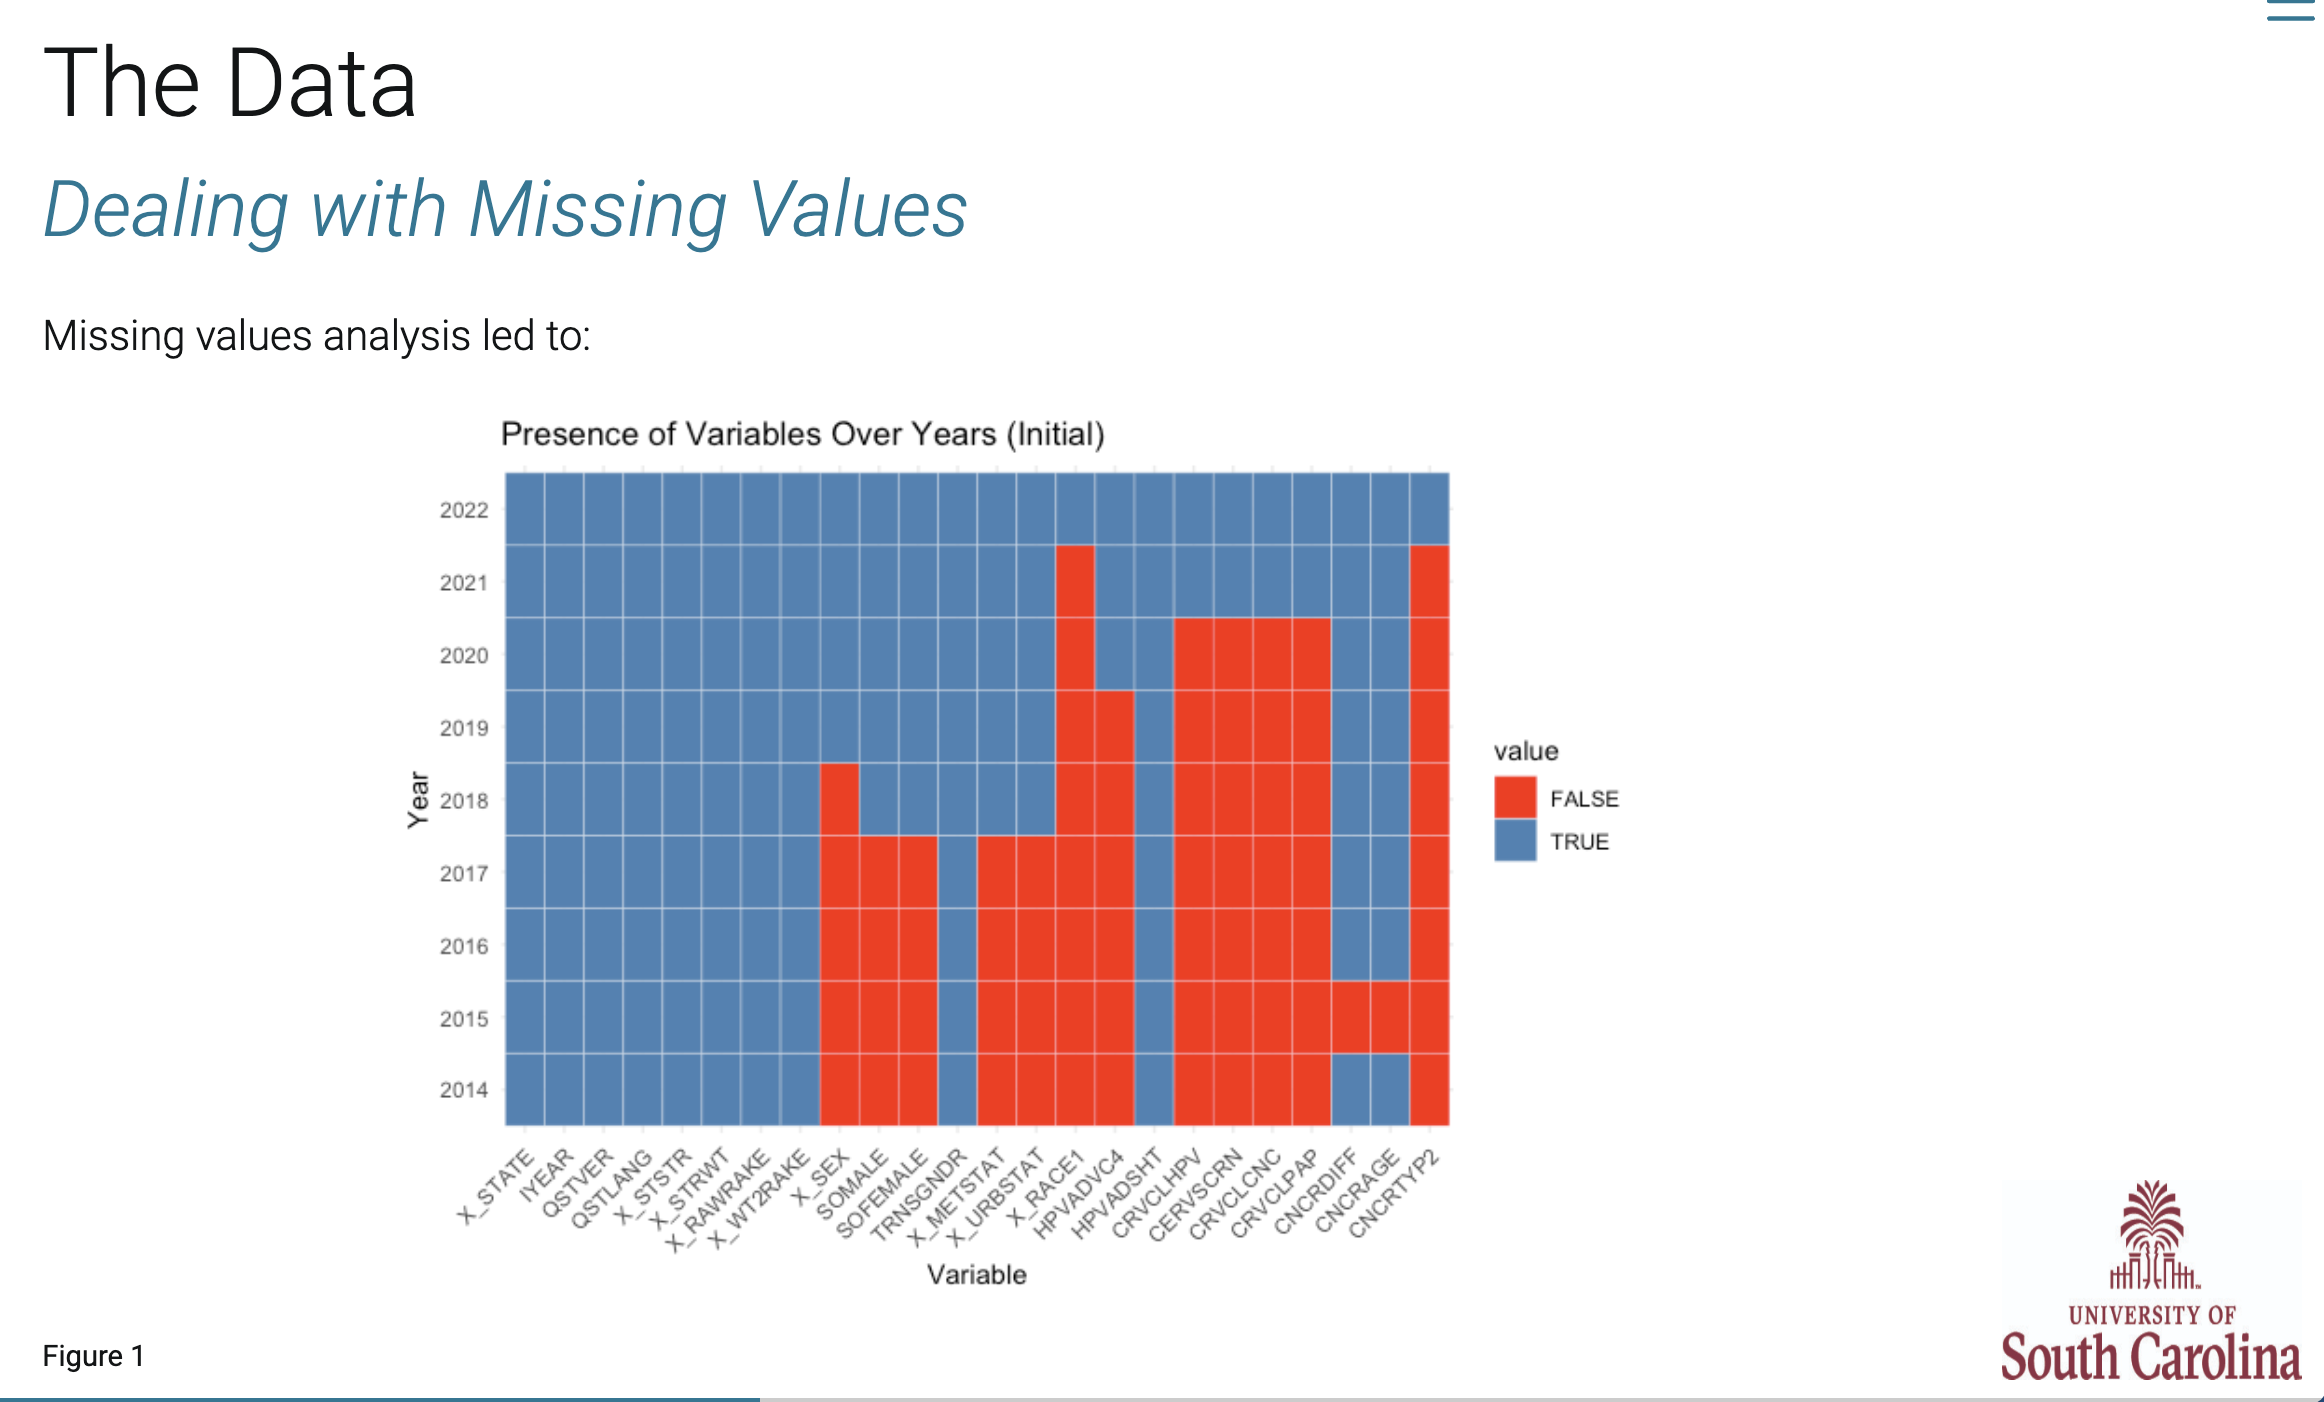 The Data
Dealing with Missing Values
Missing values analysis led to:
Presence of Variables Over Years (Initial)
2022
2021
2020
2019
2018
2017
2016
2015
2014
Year
X_STATE
IYEAR
QSTVER
QSTLANG
X_STSTR
X_STRWT
X_RAWRAKE
X_WT2RAKE
X_SEX
SOMALE
SOFEMALE
TRNSGNDR
X_METSTAT
X_URBSTAT
X_RACE1
HPVADVC4
HPVADSHT
CRVCLHPV
CERVSCRN
CRVCLCNC
CRVCLPAP
CNCRDIFF
CNCRAGE
CNCRTYP2
Variable
value
FALSE
TRUE
Figure 1
UNIVERSITY OF
South Carolina